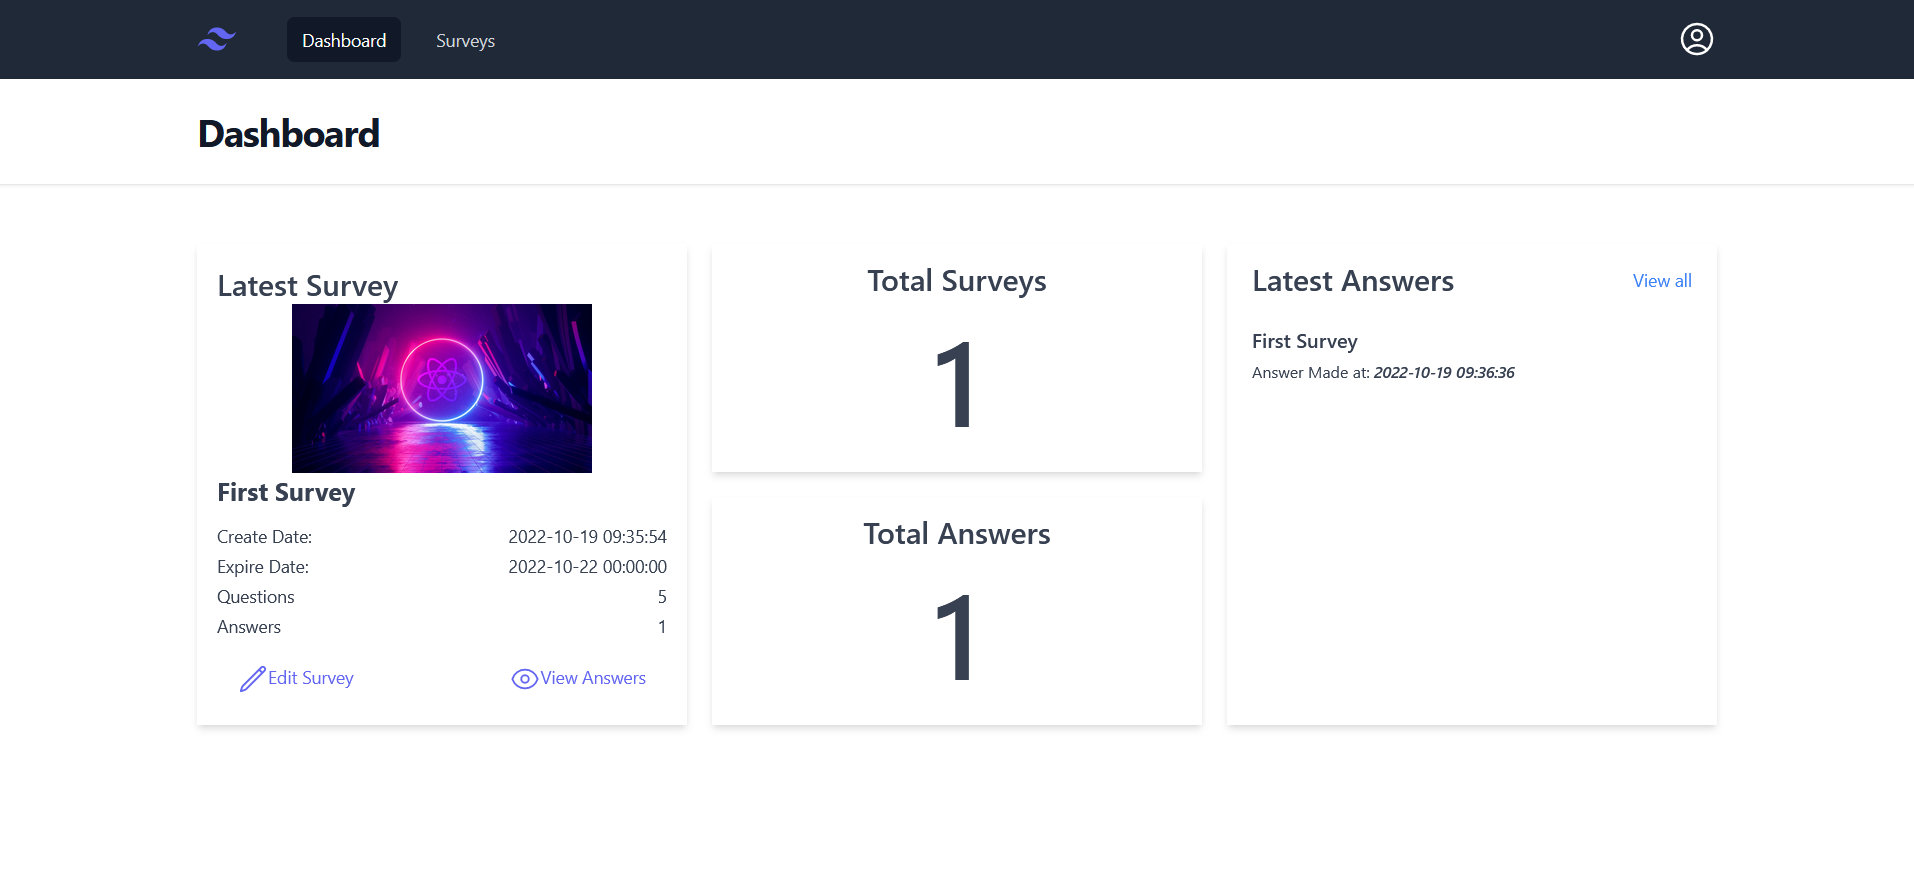 Dashboard
Surveys
Dashboard
Latest Survey
First Survey
Create Date: 2022-10-19 09:35:54
Expire Date: 2022-10-22 00:00:00
Questions 5
Answers 1
Edit Survey
View Answers
Total Surveys
1
Total Answers
1
Latest Answers
View all
First Survey
Answer Made at: 2022-10-19 09:36:36